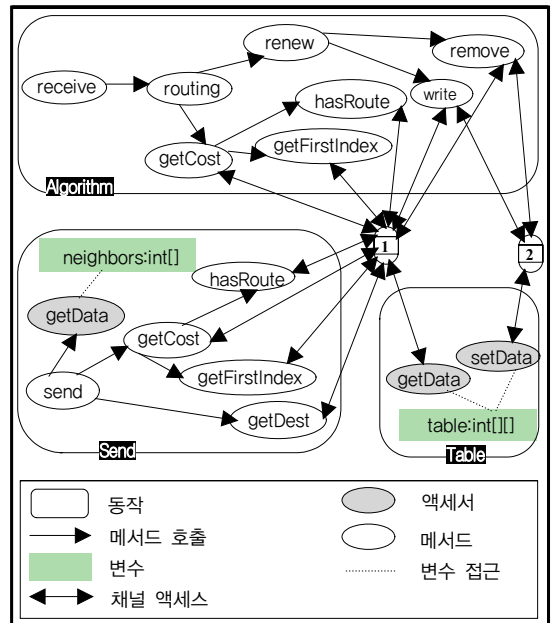 renew
remove
receive
routing
hasRoute
write
getCost
getFirstIndex
Algorithm
1
2
neighbors:int[]
hasRoute
getData
getCost
getFirstIndex
send
getDest
Send
setData
getData
table:int[][]
Table
동작
액세서
메서드 호출
메서드
변수
변수 접근
채널 액세스